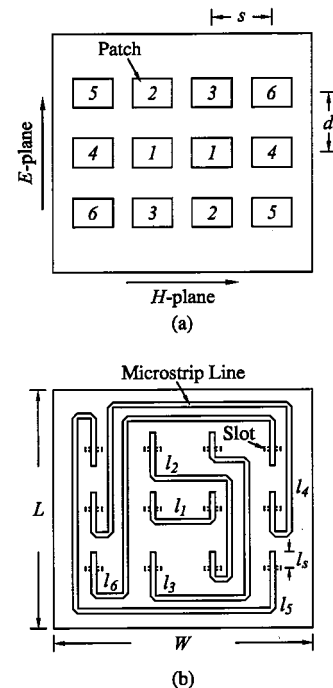 s
Patch
5 2 3 6
d
4 1 1 4
6 3 2 5
E-plane
H-plane
(a)
Microstrip Line
Slot
l2
l4
L
l1
ls
l6 l3
l5
W
(b)